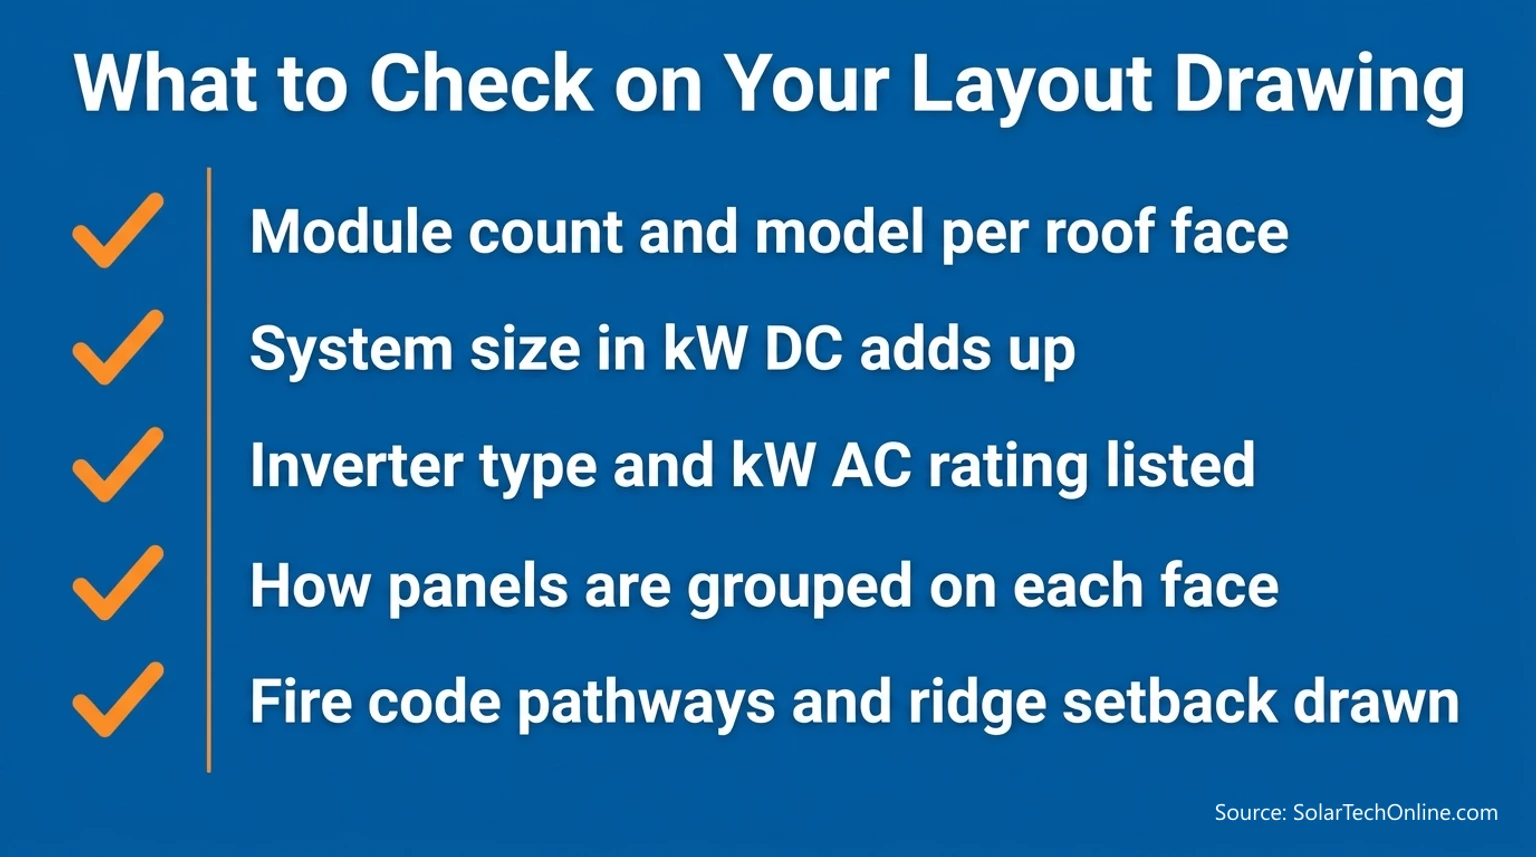 What to Check on Your Layout Drawing
Module count and model per roof face
System size in kW DC adds up
Inverter type and kW AC rating listed
How panels are grouped on each face
Fire code pathways and ridge setback drawn
Source: SolarTechOnline.com